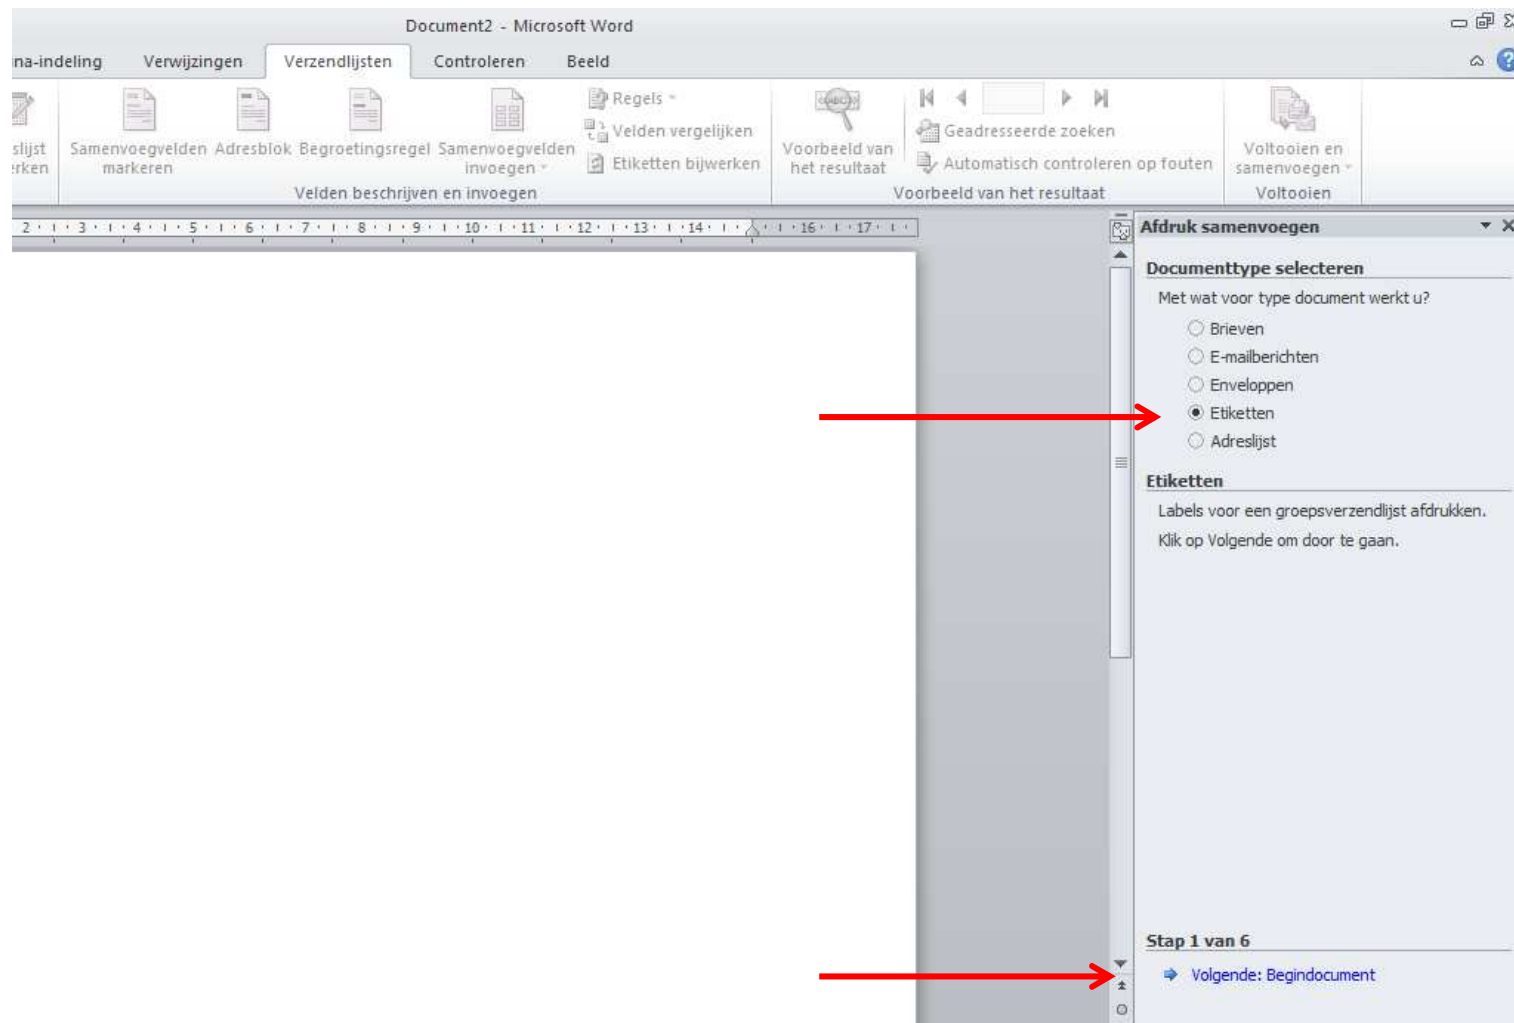 Document2 - Microsoft Word
na-indeling Verwijzingen Verzendlijsten Controleren Beeld
slijst
rken
Samenvoegvelden
markeren
Adresblok
Begroetingsregel
Samenvoegvelden
invoegen
Regels
Velden vergelijken
Etiketten bijwerken
Velden beschrijven en invoegen
Voorbeeld van
het resultaat
Geadresseerde zoeken
Automatisch controleren op fouten
Voorbeeld van het resultaat
Voltooien en
samenvoegen
Voltooien
2 3 4 5 6 7 8 9 10 11 12 13 14 16 17
Afdruk samenvoegen
Documenttype selecteren
Met wat voor type document werkt u?
Brieven
E-mailberichten
Enveloppen
Etiketten
Adreslijst
Etiketten
Labels voor een groepsverzendlijst afdrukken.
Klik op Volgende om door te gaan.
Stap 1 van 6
Volgende: Begindocument